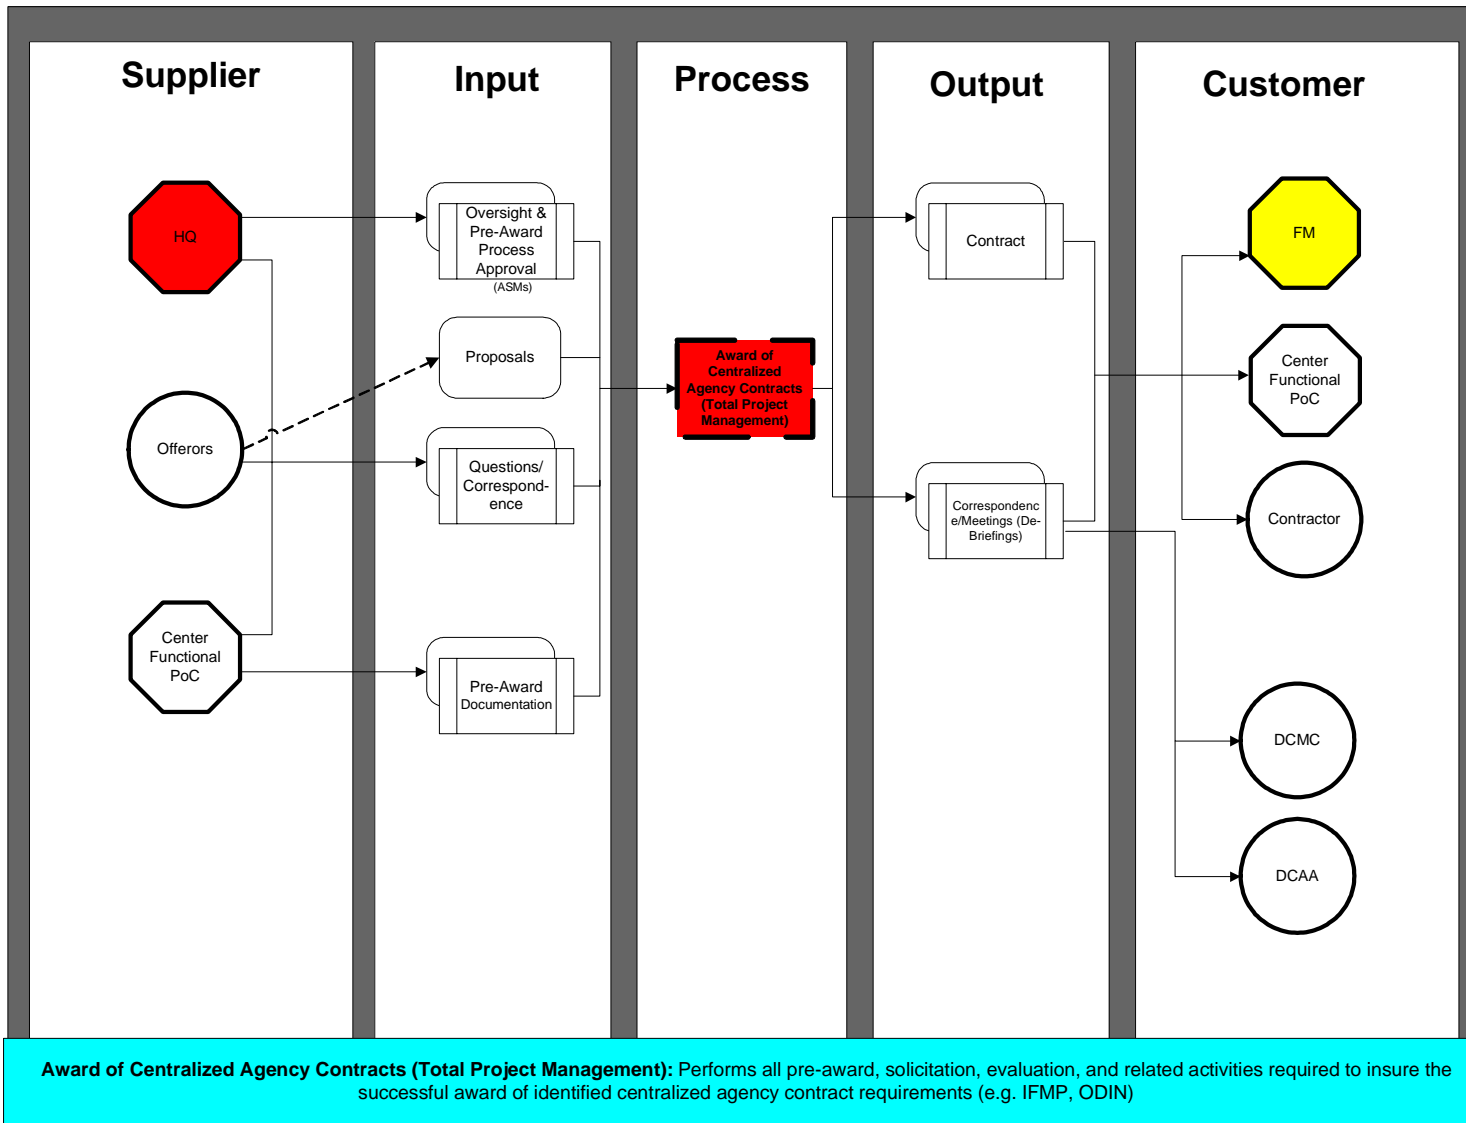 Supplier
Input
Process
Output
Customer
HQ
Offerors
Center
Functional
PoC
Oversight &
Pre-Award
Process
Approval
(ASMs)
Proposals
Questions/
Correspond-
ence
Pre-Award
Documentation
Award of
Centralized
Agency Contracts
(Total Project
Management)
Contract
Correspondenc
e/Meetings (De-
Briefings)
FM
Center
Functional
PoC
Contractor
DCMC
DCAA
Award of Centralized Agency Contracts (Total Project Management): Performs all pre-award, solicitation, evaluation, and related activities required to insure the
successful award of identified centralized agency contract requirements (e.g. IFMP, ODIN)